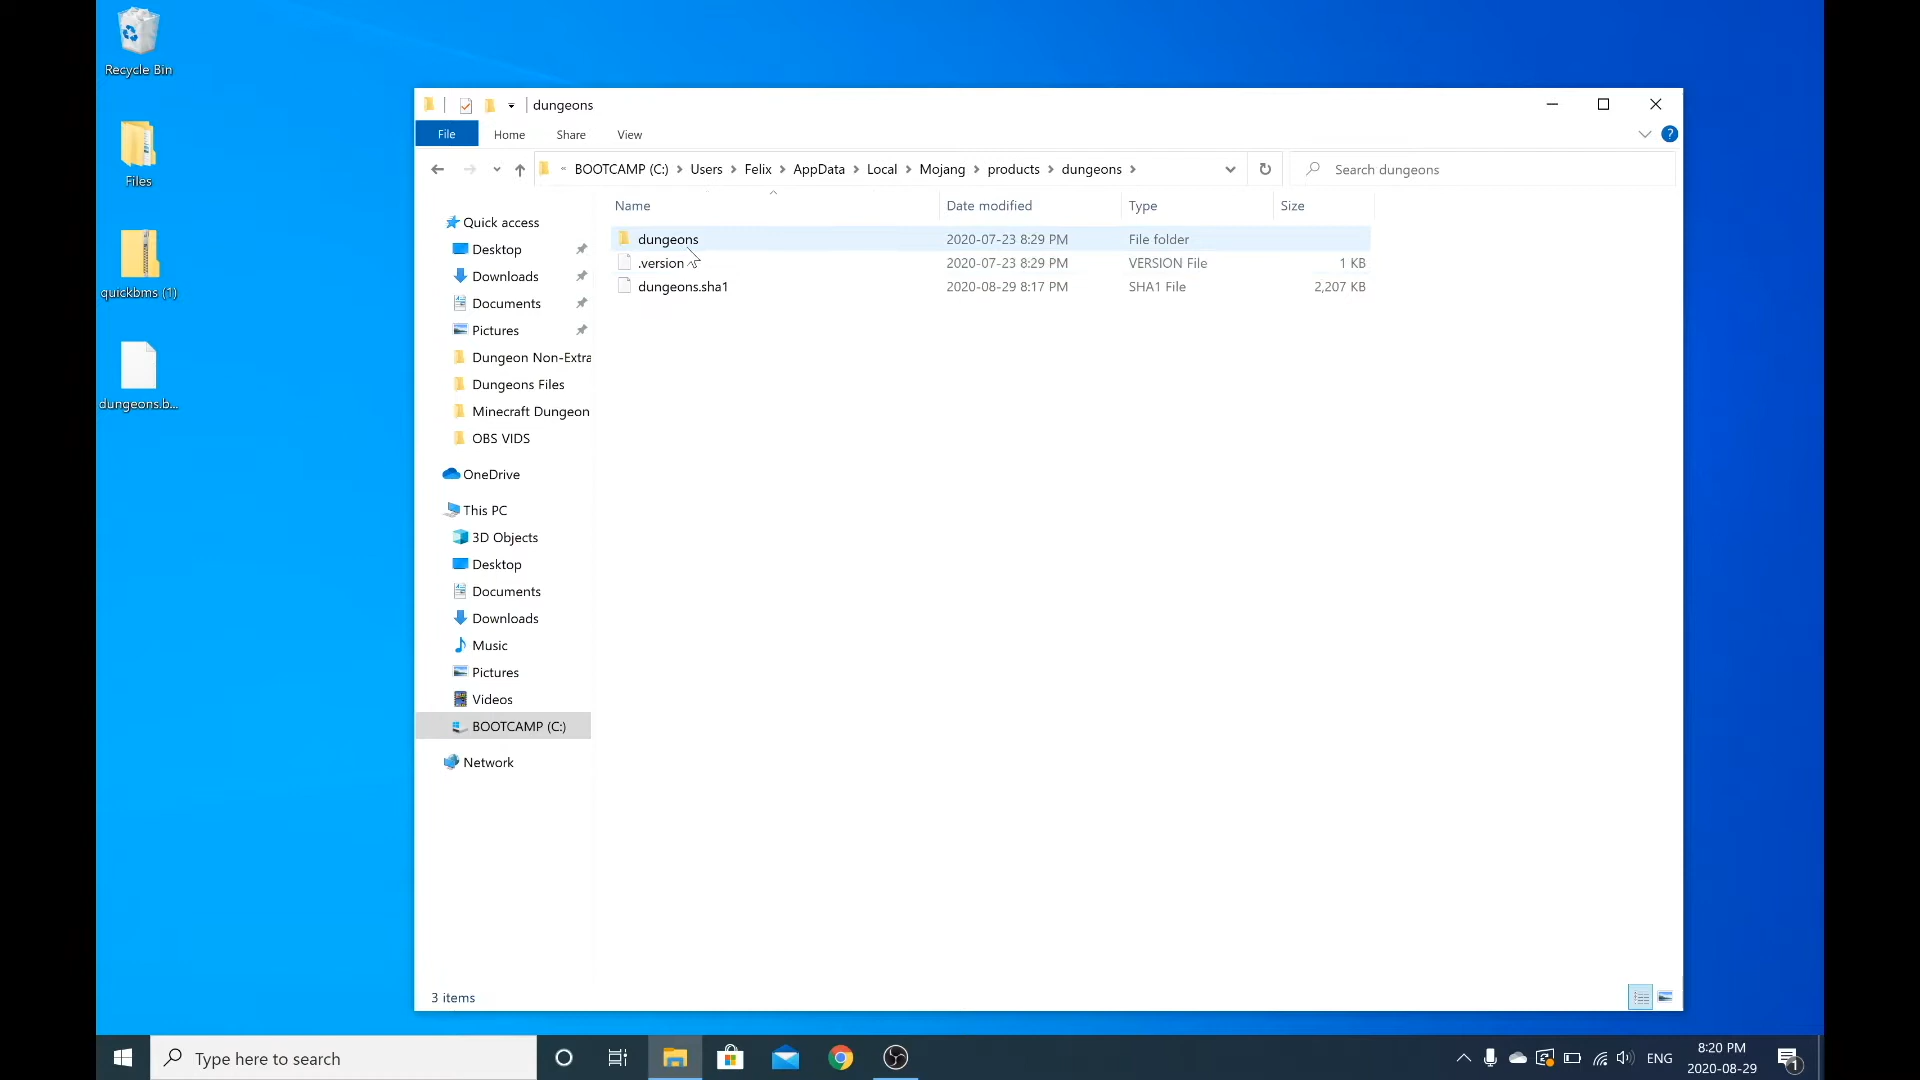 Recycle Bin
Files
quickbms (1)
dungeons.b...
dungeons
File Home Share View
« BOOTCAMP (C:) > Users > Felix > AppData > Local > Mojang > products > dungeons >
Search dungeons
Name Date modified Type Size
dungeons 2020-07-23 8:29 PM File folder
.version 2020-07-23 8:29 PM VERSION File 1 KB
dungeons.sha1 2020-08-29 8:17 PM SHA1 File 2,207 KB
Quick access
Desktop
Downloads
Documents
Pictures
Dungeon Non-Extra
Dungeons Files
Minecraft Dungeon
OBS VIDS
OneDrive
This PC
3D Objects
Desktop
Documents
Downloads
Music
Pictures
Videos
BOOTCAMP (C:)
Network
3 items
Type here to search
ENG
8:20 PM
2020-08-29
1